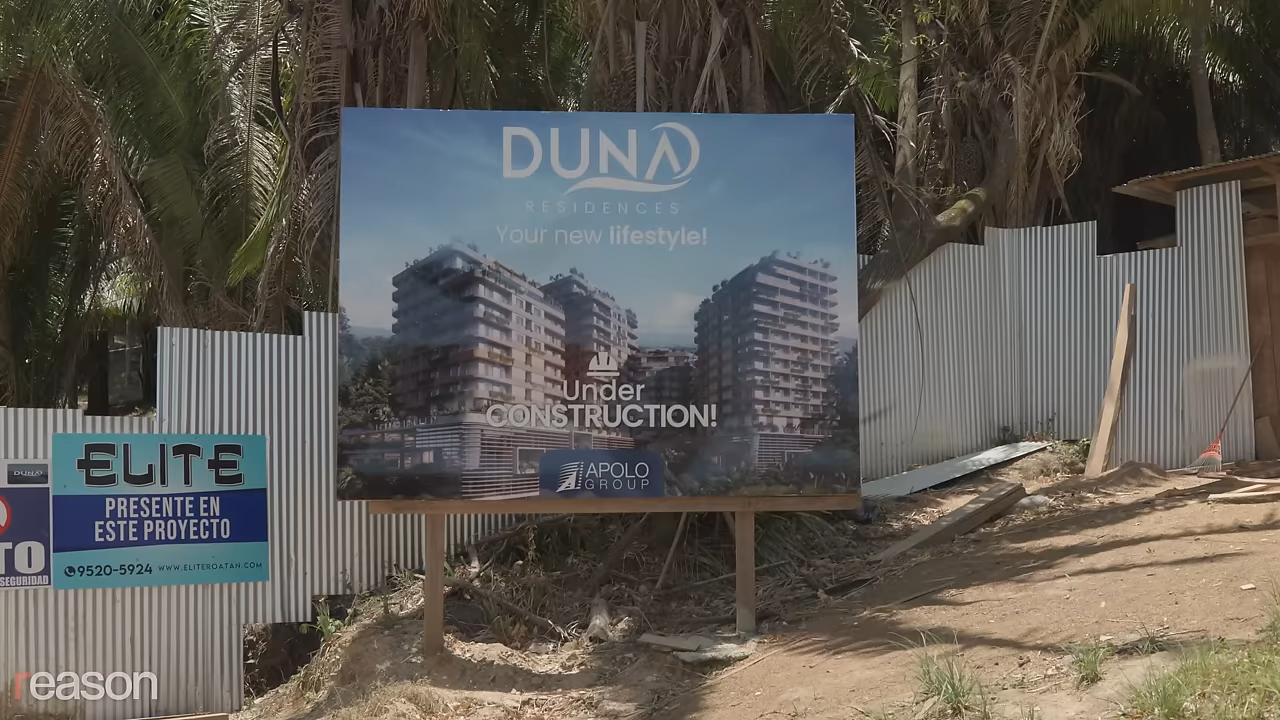 DUNA
RESIDENCES
Your new lifestyle!
Under
CONSTRUCTION!
APOLO
GROUP
DUNA
TO
SEGURIDAD
ELITE
PRESENTE EN
ESTE PROYECTO
9520-5924 WWW.ELITEROATAN.COM
reason